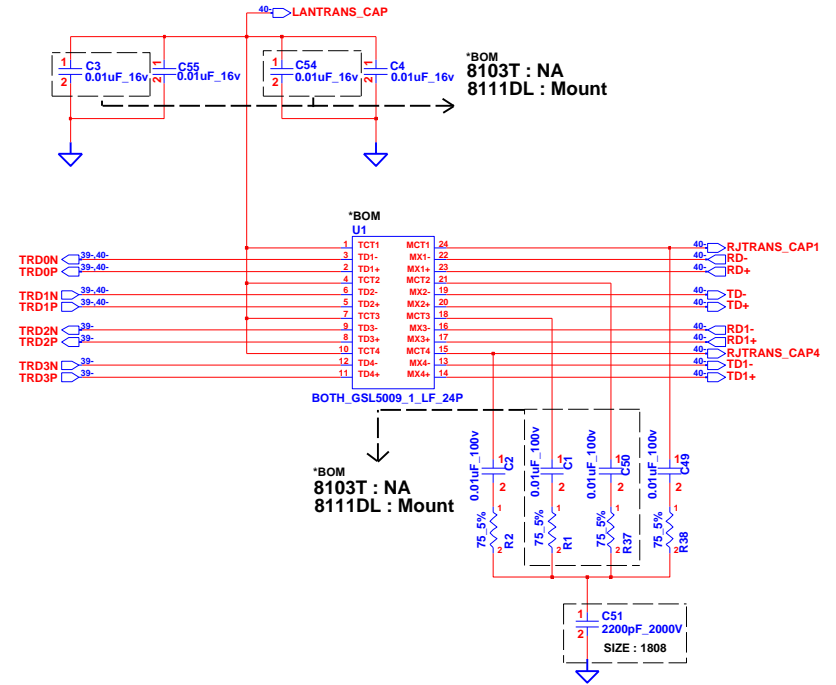 40- LANTRANS_CAP
1 C3
0.01uF_16v
2
1 C55
0.01uF_16v
2
1 C54
0.01uF_16v
2
1 C4
0.01uF_16v
2
*BOM
8103T : NA
8111DL : Mount
*BOM
U1
1 TCT1 MCT1 24 40- RJTRANS_CAP1
TRD0N 39-,40- 3 TD1- MX1- 22 40- RD-
TRD0P 39-,40- 2 TD1+ MX1+ 23 40- RD+
4 TCT2 MCT2 21
TRD1N 39-,40- 6 TD2- MX2- 19 40- TD-
TRD1P 39-,40- 5 TD2+ MX2+ 20 40- TD+
7 TCT3 MCT3 18
TRD2N 39- 9 TD3- MX3- 16 40- RD1-
TRD2P 39- 8 TD3+ MX3+ 17 40- RD1+
10 TCT4 MCT4 15 40- RJTRANS_CAP4
TRD3N 39- 12 TD4- MX4- 13 40- TD1-
TRD3P 39- 11 TD4+ MX4+ 14 40- TD1+
BOTH_GSL5009_1_LF_24P
*BOM
8103T : NA
8111DL : Mount
0.01uF_100v
1 C2
2
0.01uF_100v
1 C1
2
0.01uF_100v
1 C50
2
0.01uF_100v
1 C49
2
75_5%
1
2 R2
75_5%
1
2 R1
75_5%
1
2 R37
75_5%
1
2 R38
1 C51
2 2200pF_2000V
SIZE : 1808